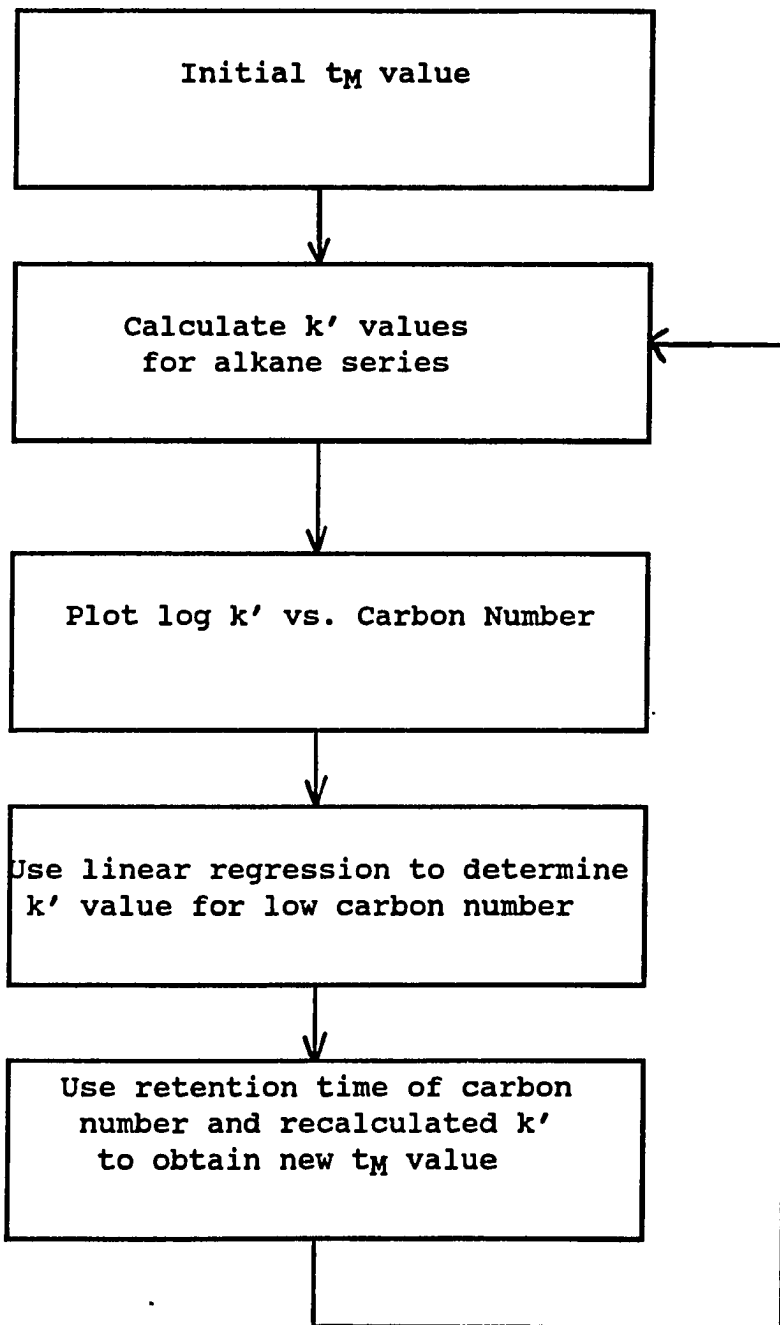 Initial tM value
Calculate k′ values
for alkane series
Plot log k′ vs. Carbon Number
Use linear regression to determine
k′ value for low carbon number
Use retention time of carbon
number and recalculated k′
to obtain new tM value